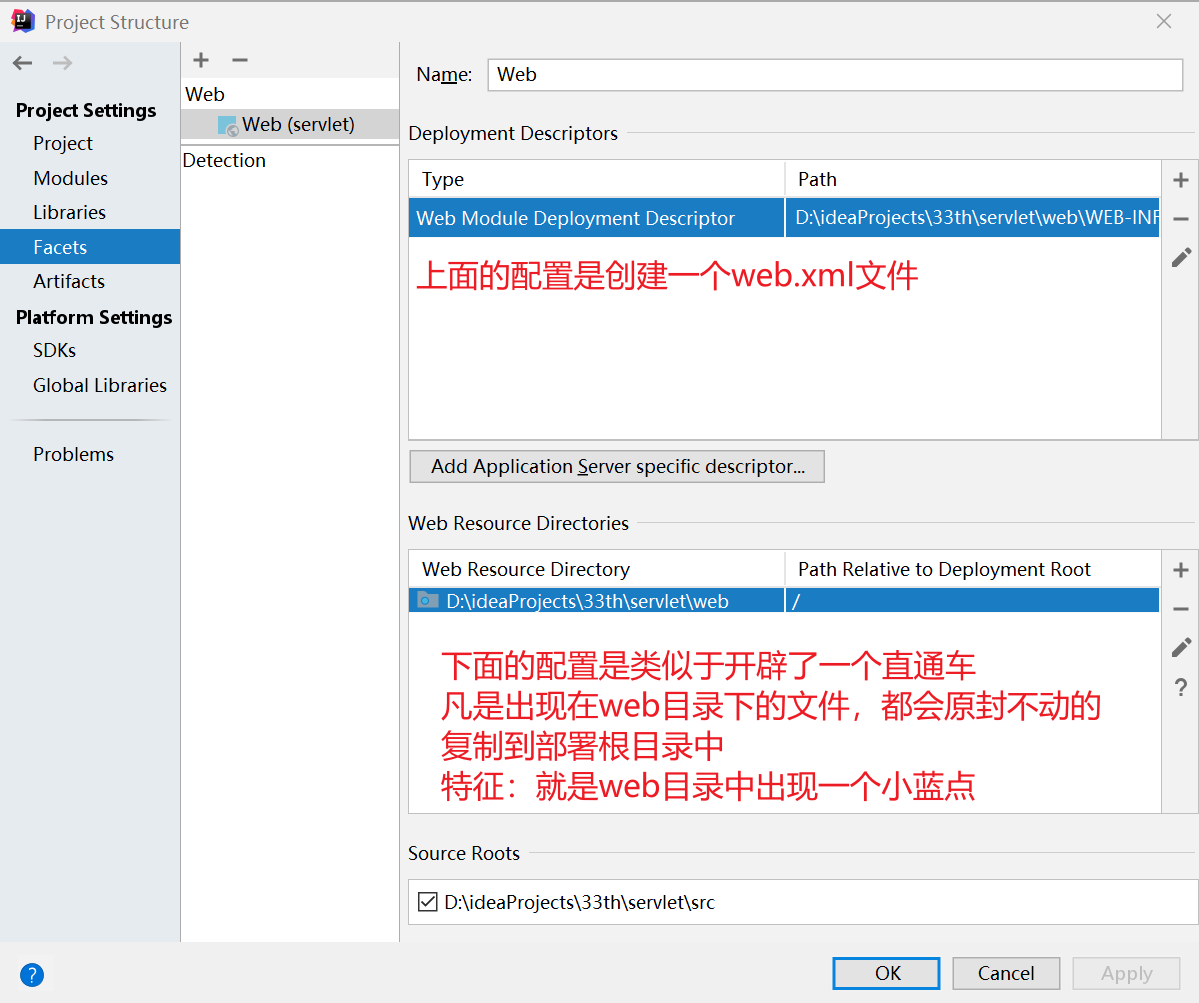 Project Structure
Project Settings
Project
Modules
Libraries
Facets
Artifacts
Platform Settings
SDKs
Global Libraries
Problems
Web
Web (servlet)
Detection
Name: Web
Deployment Descriptors
Type Path
Web Module Deployment Descriptor D:\ideaProjects\33th\servlet\web\WEB-INF
上面的配置是创建一个web.xml文件
Add Application Server specific descriptor...
Web Resource Directories
Web Resource Directory Path Relative to Deployment Root
D:\ideaProjects\33th\servlet\web /
下面的配置是类似于开辟了一个直通车
凡是出现在web目录下的文件，都会原封不动的
复制到部署根目录中
特征：就是web目录中出现一个小蓝点
Source Roots
D:\ideaProjects\33th\servlet\src
OK Cancel Apply